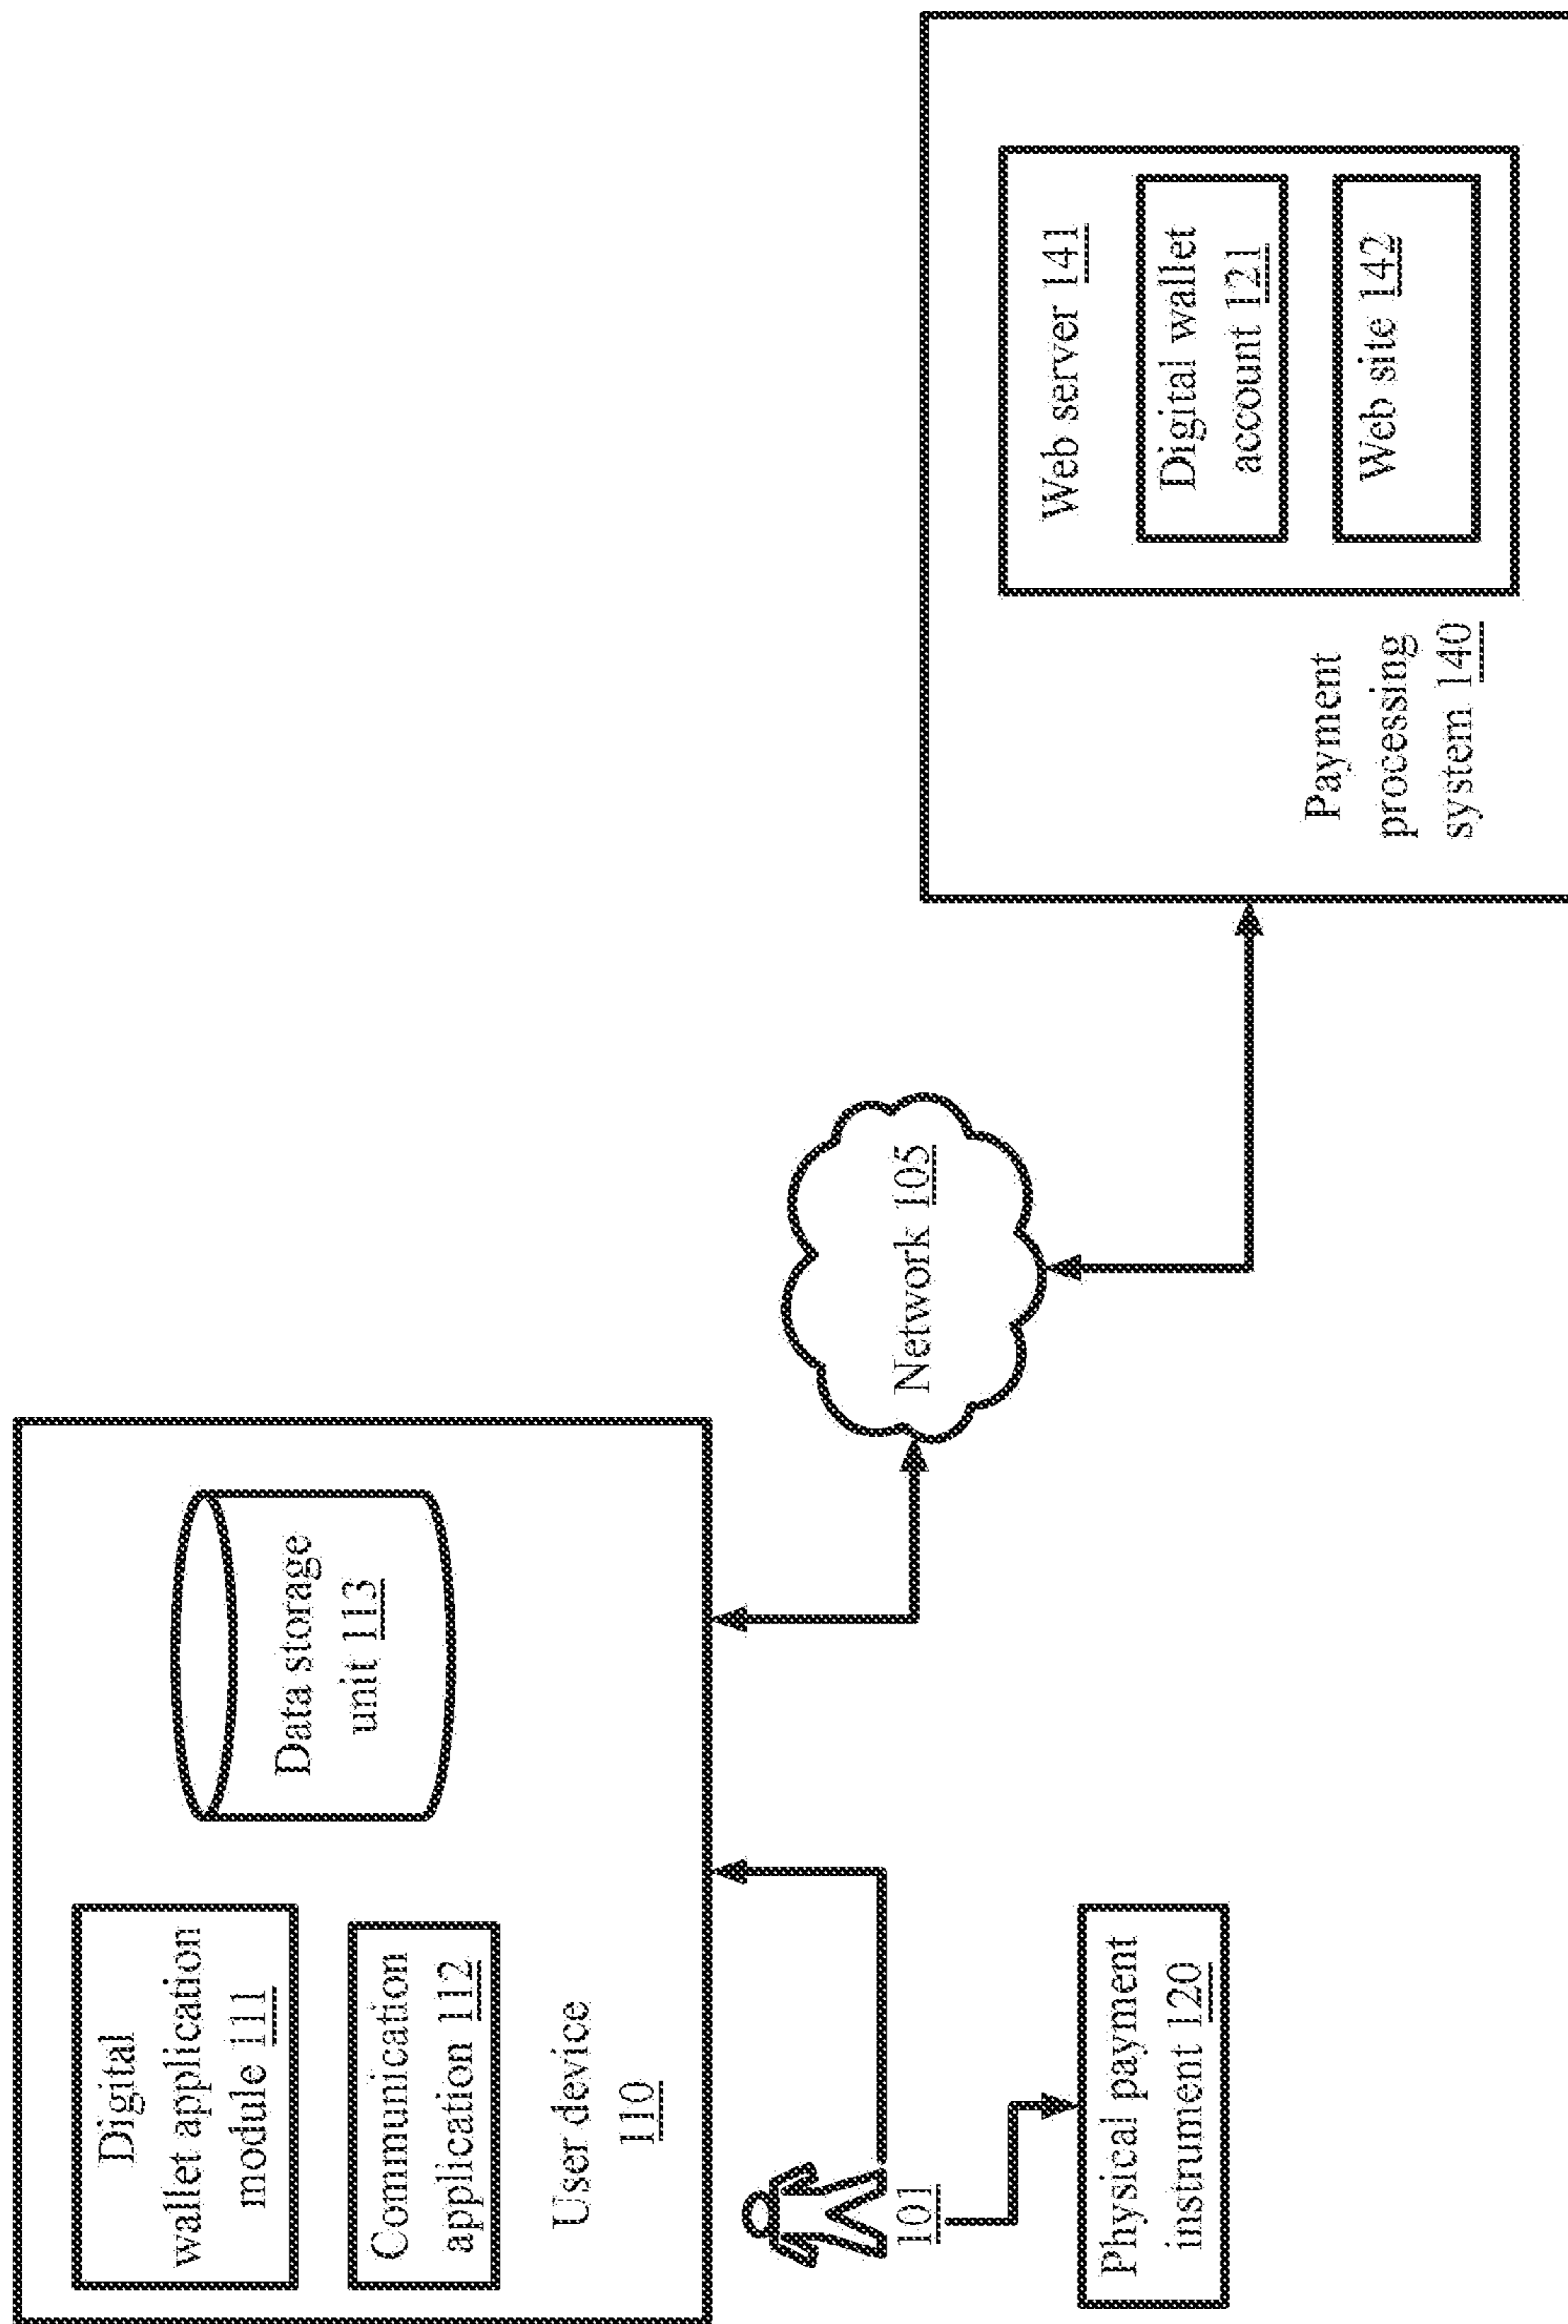 Digital
wallet application
module 111
Communication
application 112
User device
110
Data storage
unit 113
101
Physical payment
instrument 120
Network 105
Payment
processing
system 140
Web server 141
Digital wallet
account 121
Web site 142